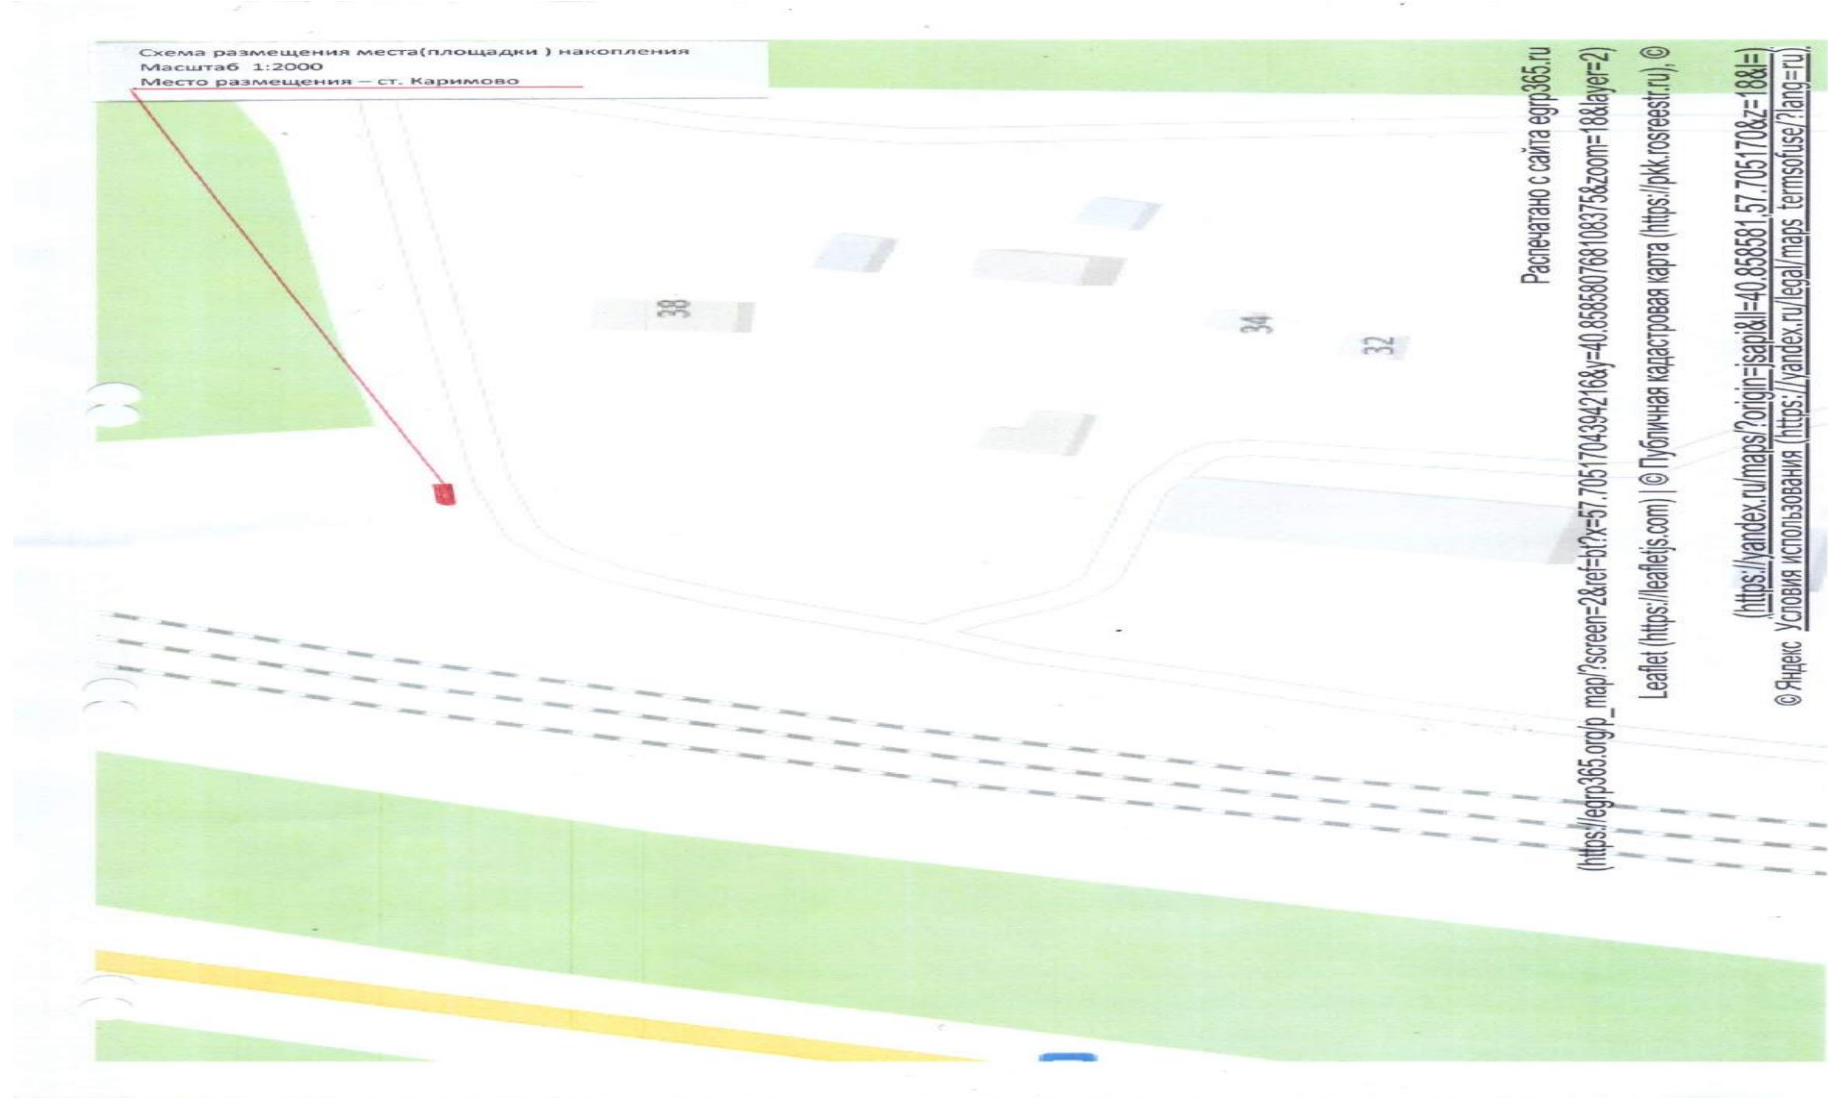 Схема размещения места(площадки ) накопления
Масштаб 1:2000
Место размещения – ст. Каримово
38
34
32
Распечатано с сайта egrp365.ru
(https://egrp365.org/p_map/?screen=2&ref=bt?x=57.70517043942168y=40.85858076810837​5&zoom=18&layer=2)
Leaflet (https://leafletjs.com) | © Публичная кадастровая карта (https://pkk.rosreestr.ru), ©
(https://yandex.ru/maps/?origin=jsapi&ll=40.858581,57.705170&z=18&l=)
© Яндекс Условия использования (https://yandex.ru/legal/maps_termsofuse/?lang=ru)